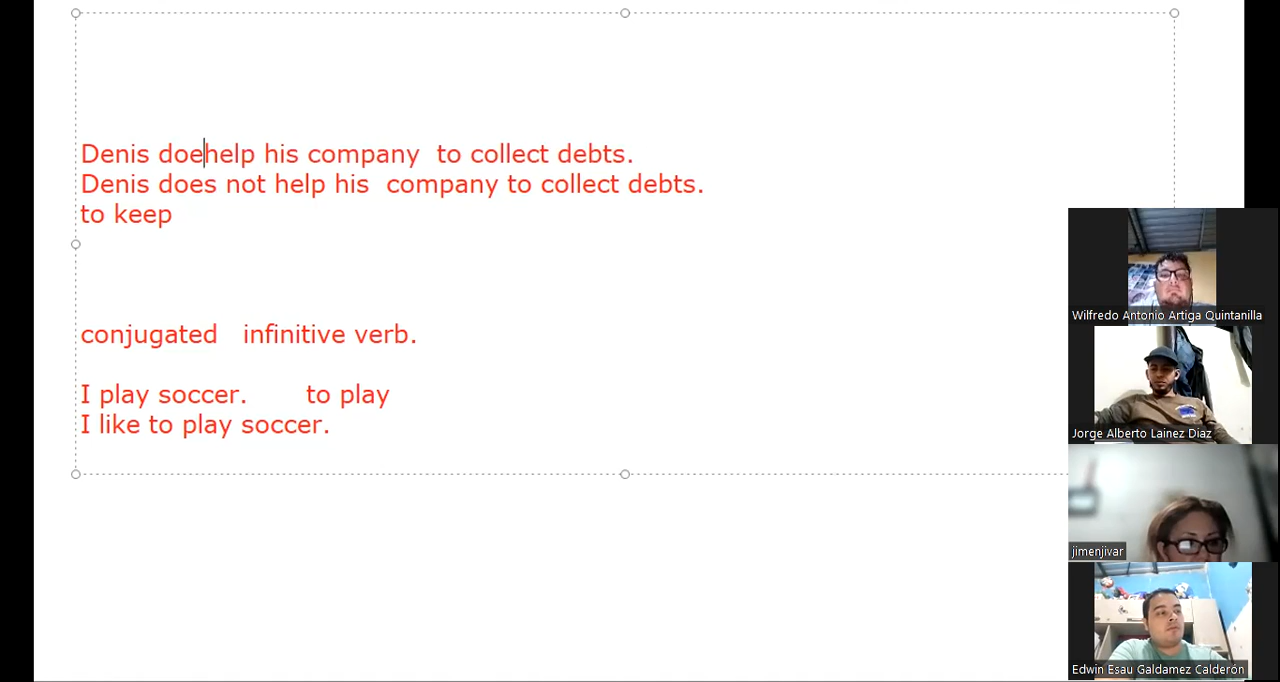 Denis doehelp his company  to collect debts.
Denis does not help his  company to collect debts.
to keep
conjugated   infinitive verb.
I play soccer.       to play
I like to play soccer.
Wilfredo Antonio Artiga Quintanilla
Jorge Alberto Lainez Diaz
jimenjivar
Edwin Esau Galdamez Calderón